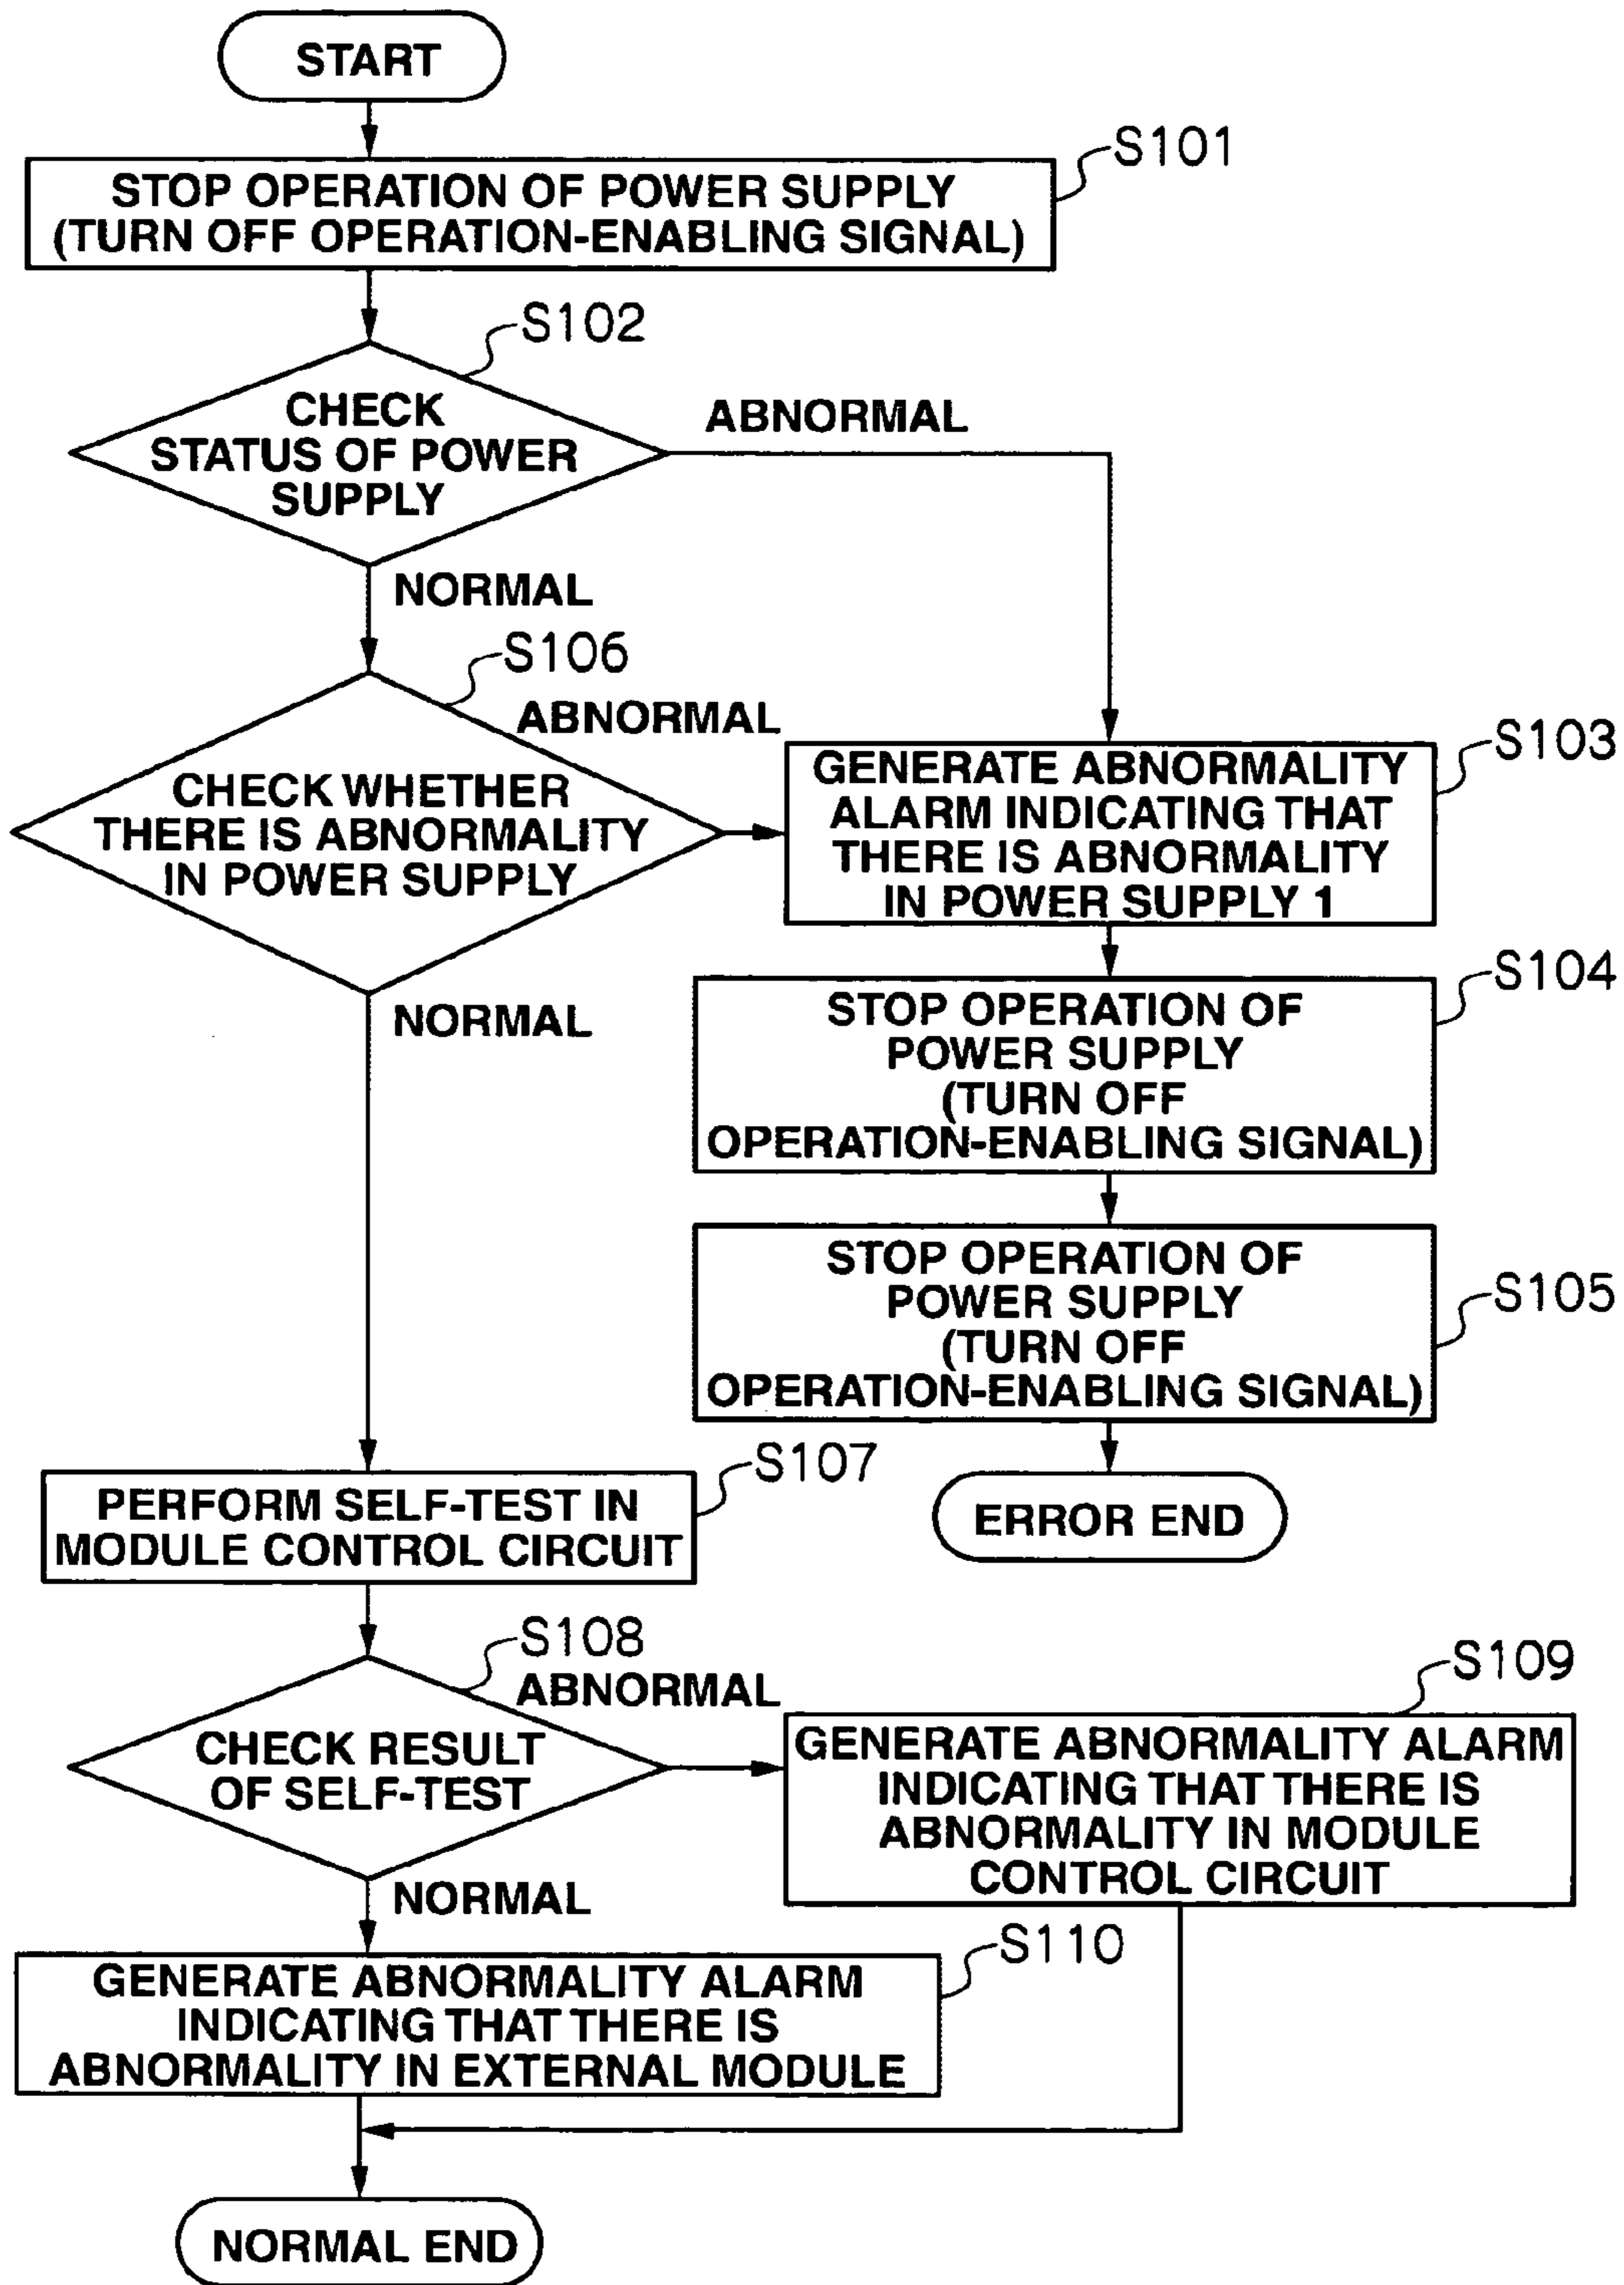 START
S101
STOP OPERATION OF POWER SUPPLY
(TURN OFF OPERATION-ENABLING SIGNAL)
S102
CHECK
STATUS OF POWER
SUPPLY
ABNORMAL
NORMAL
S106
ABNORMAL
CHECK WHETHER
THERE IS ABNORMALITY
IN POWER SUPPLY
S103
GENERATE ABNORMALITY
ALARM INDICATING THAT
THERE IS ABNORMALITY
IN POWER SUPPLY 1
NORMAL
S104
STOP OPERATION OF
POWER SUPPLY
(TURN OFF
OPERATION-ENABLING SIGNAL)
S105
STOP OPERATION OF
POWER SUPPLY
(TURN OFF
OPERATION-ENABLING SIGNAL)
ERROR END
S107
PERFORM SELF-TEST IN
MODULE CONTROL CIRCUIT
S108
ABNORMAL
CHECK RESULT
OF SELF-TEST
S109
GENERATE ABNORMALITY ALARM
INDICATING THAT THERE IS
ABNORMALITY IN MODULE
CONTROL CIRCUIT
NORMAL
S110
GENERATE ABNORMALITY ALARM
INDICATING THAT THERE IS
ABNORMALITY IN EXTERNAL MODULE
NORMAL END